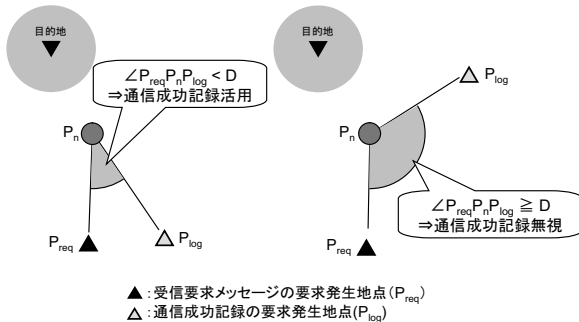 目的地
∠PreqPnPlog < D
⇒通信成功記録活用
Pn
Preq
Plog
目的地
Plog
Pn
∠PreqPnPlog ≧ D
⇒通信成功記録無視
Preq
▲：受信要求メッセージの要求発生地点(Preq)
△：通信成功記録の要求発生地点(Plog)